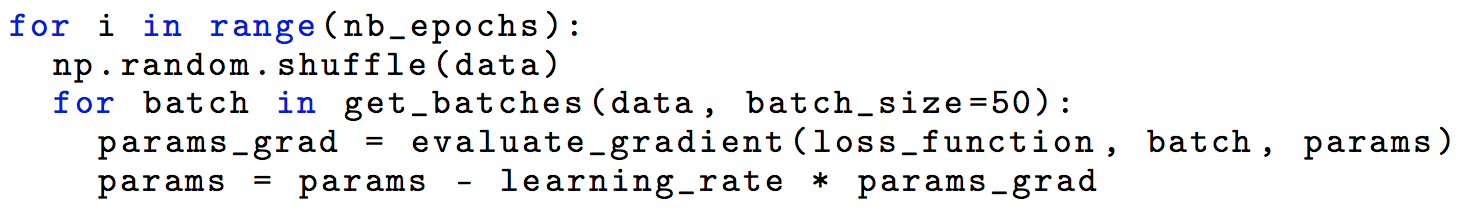 for i in range(nb_epochs):
  np.random.shuffle(data)
  for batch in get_batches(data, batch_size=50):
    params_grad = evaluate_gradient(loss_function, batch, params)
    params = params - learning_rate * params_grad